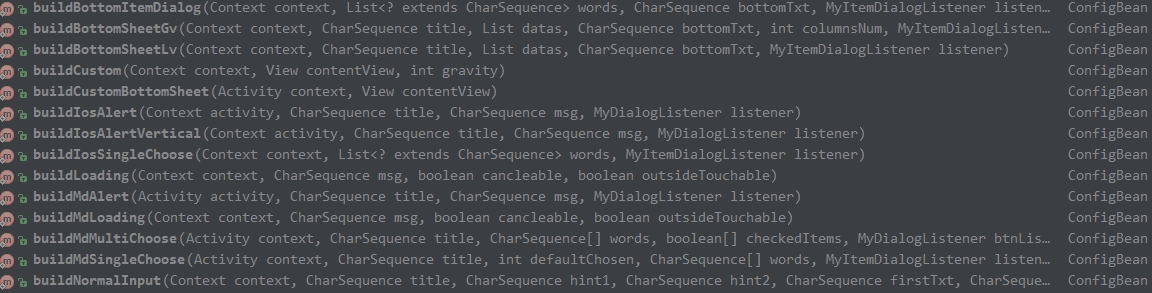 buildBottomItemDialog(Context context, List<? extends CharSequence> words, CharSequence bottomTxt, MyItemDialogListener listen… ConfigBean
buildBottomSheetGv(Context context, CharSequence title, List datas, CharSequence bottomTxt, int columnsNum, MyItemDialogListen… ConfigBean
buildBottomSheetLv(Context context, CharSequence title, List datas, CharSequence bottomTxt, MyItemDialogListener listener) ConfigBean
buildCustom(Context context, View contentView, int gravity) ConfigBean
buildCustomBottomSheet(Activity context, View contentView) ConfigBean
buildIosAlert(Context activity, CharSequence title, CharSequence msg, MyDialogListener listener) ConfigBean
buildIosAlertVertical(Context activity, CharSequence title, CharSequence msg, MyDialogListener listener) ConfigBean
buildIosSingleChoose(Context context, List<? extends CharSequence> words, MyItemDialogListener listener) ConfigBean
buildLoading(Context context, CharSequence msg, boolean cancleable, boolean outsideTouchable) ConfigBean
buildMdAlert(Activity activity, CharSequence title, CharSequence msg, MyDialogListener listener) ConfigBean
buildMdLoading(Context context, CharSequence msg, boolean cancleable, boolean outsideTouchable) ConfigBean
buildMdMultiChoose(Activity context, CharSequence title, CharSequence[] words, boolean[] checkedItems, MyDialogListener btnLis… ConfigBean
buildMdSingleChoose(Activity context, CharSequence title, int defaultChosen, CharSequence[] words, MyItemDialogListener listen… ConfigBean
buildNormalInput(Context context, CharSequence title, CharSequence hint1, CharSequence hint2, CharSequence firstTxt, CharSeque… ConfigBean